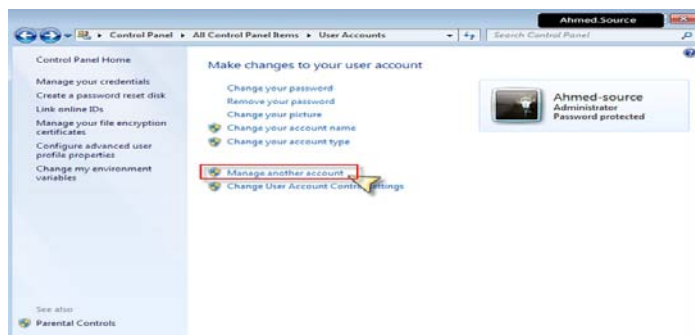 Ahmed.Source
Control Panel ▸ All Control Panel Items ▸ User Accounts
Search Control Panel
Control Panel Home
Manage your credentials
Create a password reset disk
Link online IDs
Manage your file encryption
certificates
Configure advanced user
profile properties
Change my environment
variables
See also
Parental Controls
Make changes to your user account
Change your password
Remove your password
Change your picture
Change your account name
Change your account type
Manage another account
Change User Account Control settings
Ahmed-source
Administrator
Password protected